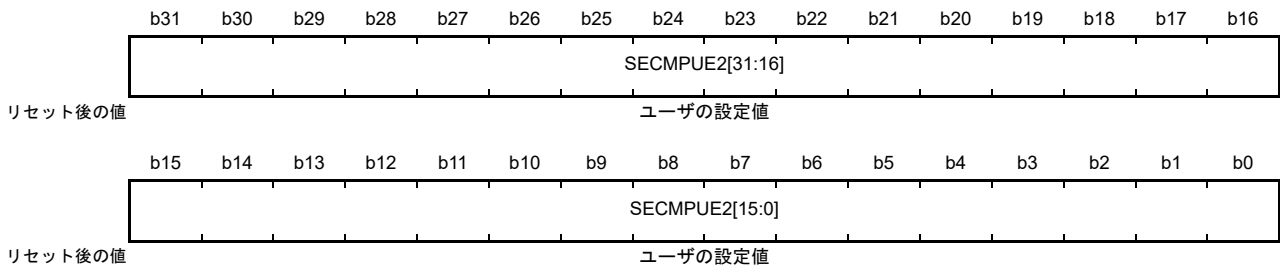 b31 b30 b29 b28 b27 b26 b25 b24 b23 b22 b21 b20 b19 b18 b17 b16
SECMPUE2[31:16]
リセット後の値 ユーザの設定値
b15 b14 b13 b12 b11 b10 b9 b8 b7 b6 b5 b4 b3 b2 b1 b0
SECMPUE2[15:0]
リセット後の値 ユーザの設定値